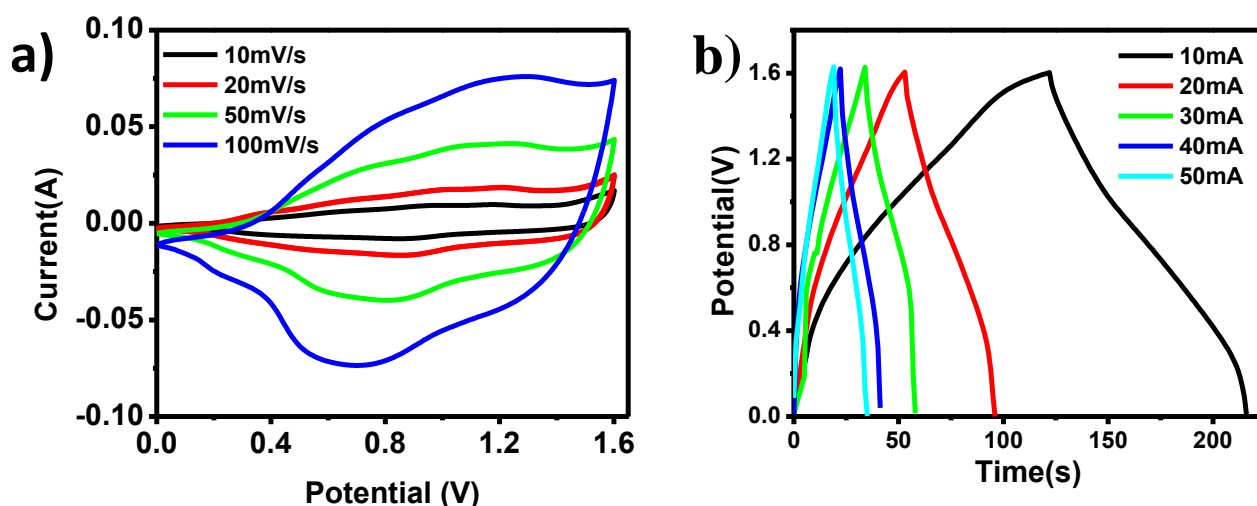 a)
0.10
0.05
0.00
-0.05
-0.10
Current(A)
10mV/s
20mV/s
50mV/s
100mV/s
0.0 0.4 0.8 1.2 1.6
Potential (V)
b)
1.6
1.2
0.8
0.4
0.0
Potential(V)
10mA
20mA
30mA
40mA
50mA
0 50 100 150 200
Time(s)